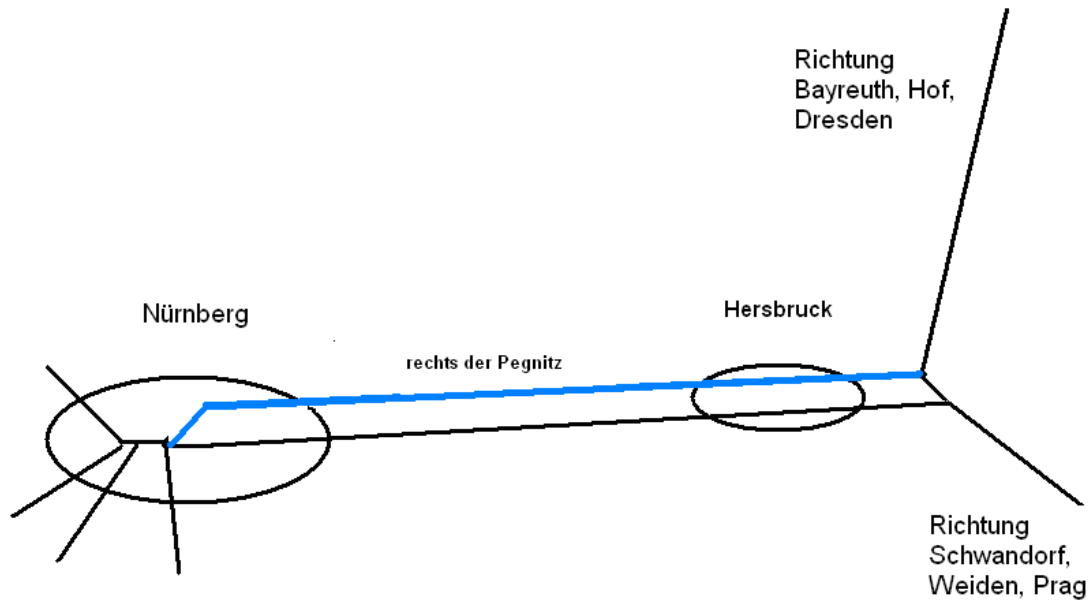 Richtung
Bayreuth, Hof,
Dresden
Nürnberg
Hersbruck
rechts der Pegnitz
Richtung
Schwandorf,
Weiden, Prag